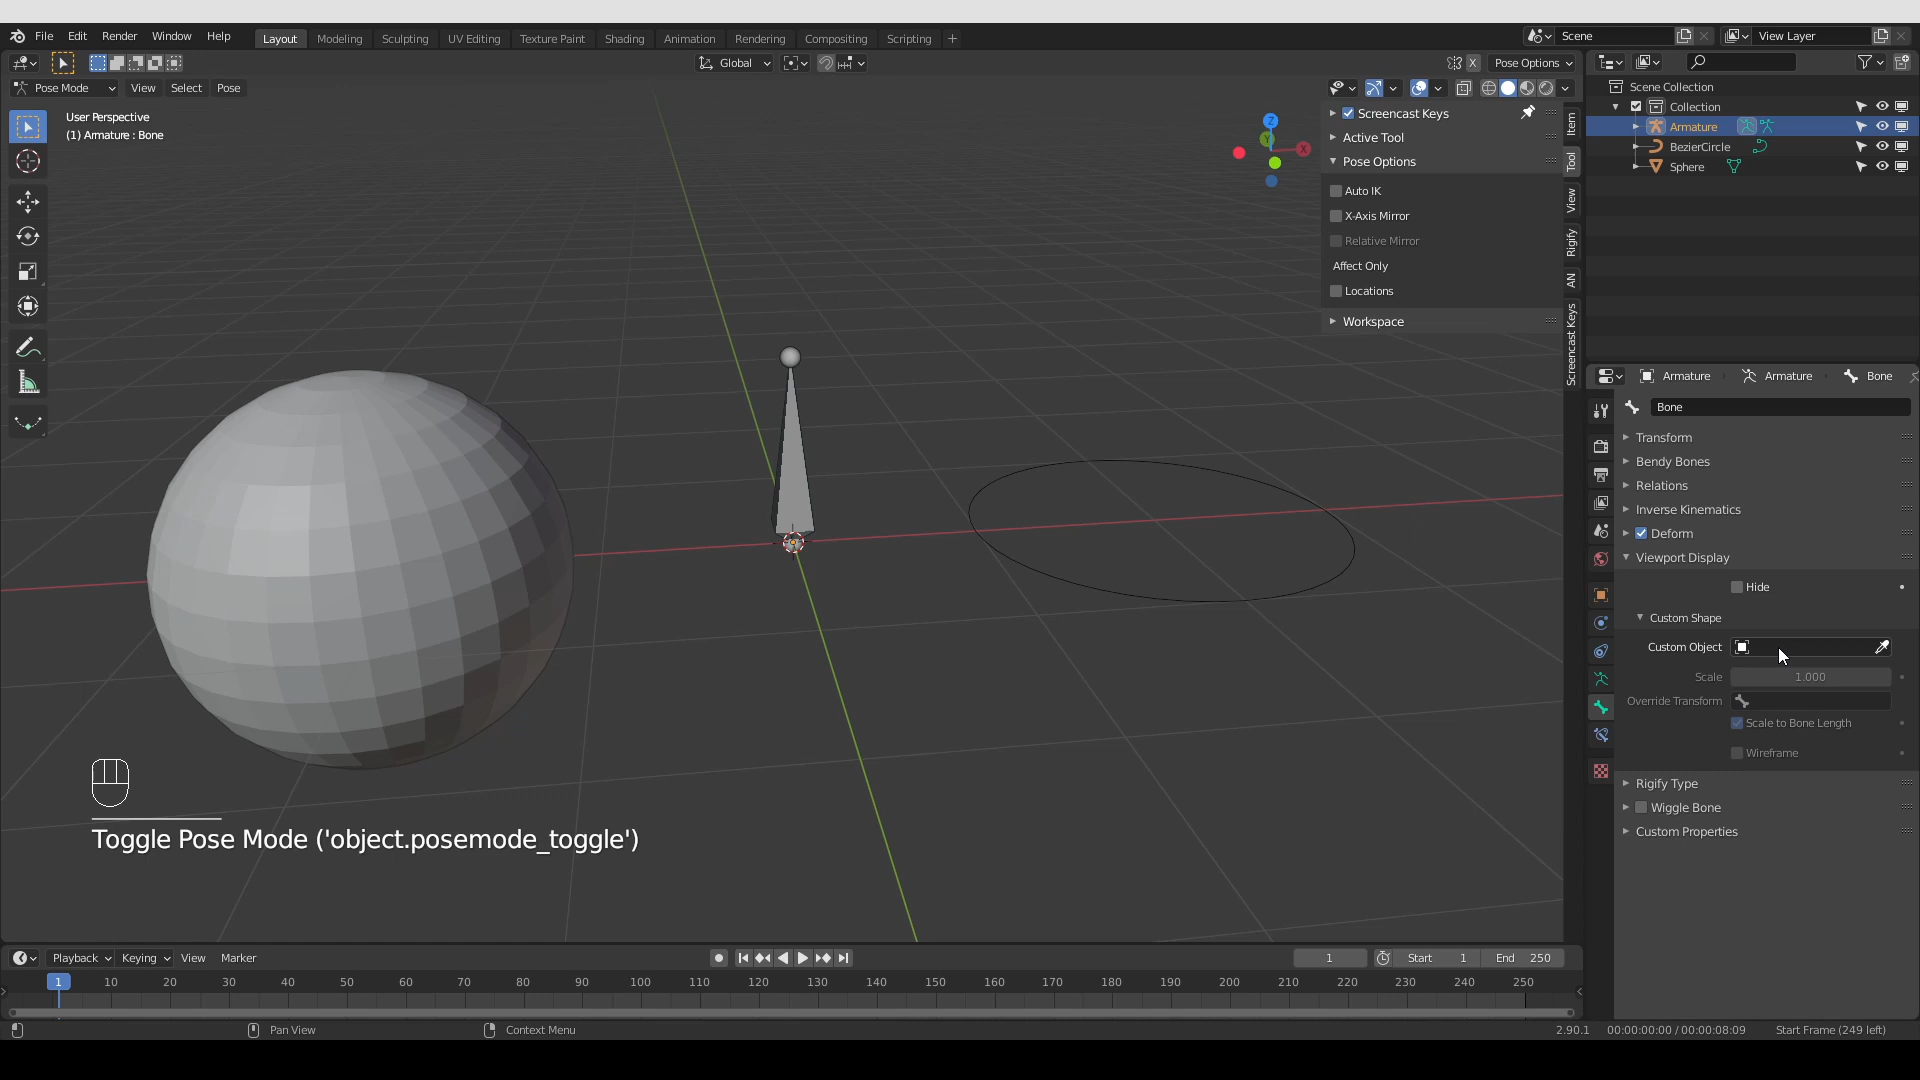 File Edit Render Window Help Layout Modeling Sculpting UV Editing Texture Paint Shading Animation Rendering Compositing Scripting + Scene View Layer
Global Pose Options
Pose Mode View Select Pose
X
User Perspective
(1) Armature : Bone
Z
Y
X
Screencast Keys
Active Tool
Pose Options
Auto IK
X-Axis Mirror
Relative Mirror
Affect Only
Locations
Workspace
Item
Tool
View
Rigify
AN
Screencast Keys
Scene Collection
Collection
Armature
BezierCircle
Sphere
Armature Armature Bone
Bone
Transform
Bendy Bones
Relations
Inverse Kinematics
Deform
Viewport Display
Hide
Custom Shape
Custom Object
Scale 1.000
Override Transform
Scale to Bone Length
Wireframe
Rigify Type
Wiggle Bone
Custom Properties
Toggle Pose Mode ('object.posemode_toggle')
Playback Keying View Marker 1 Start 1 End 250
1 10 20 30 40 50 60 70 80 90 100 110 120 130 140 150 160 170 180 190 200 210 220 230 240 250
Pan View Context Menu 2.90.1 00:00:00:00 / 00:00:08:09 Start Frame (249 left)